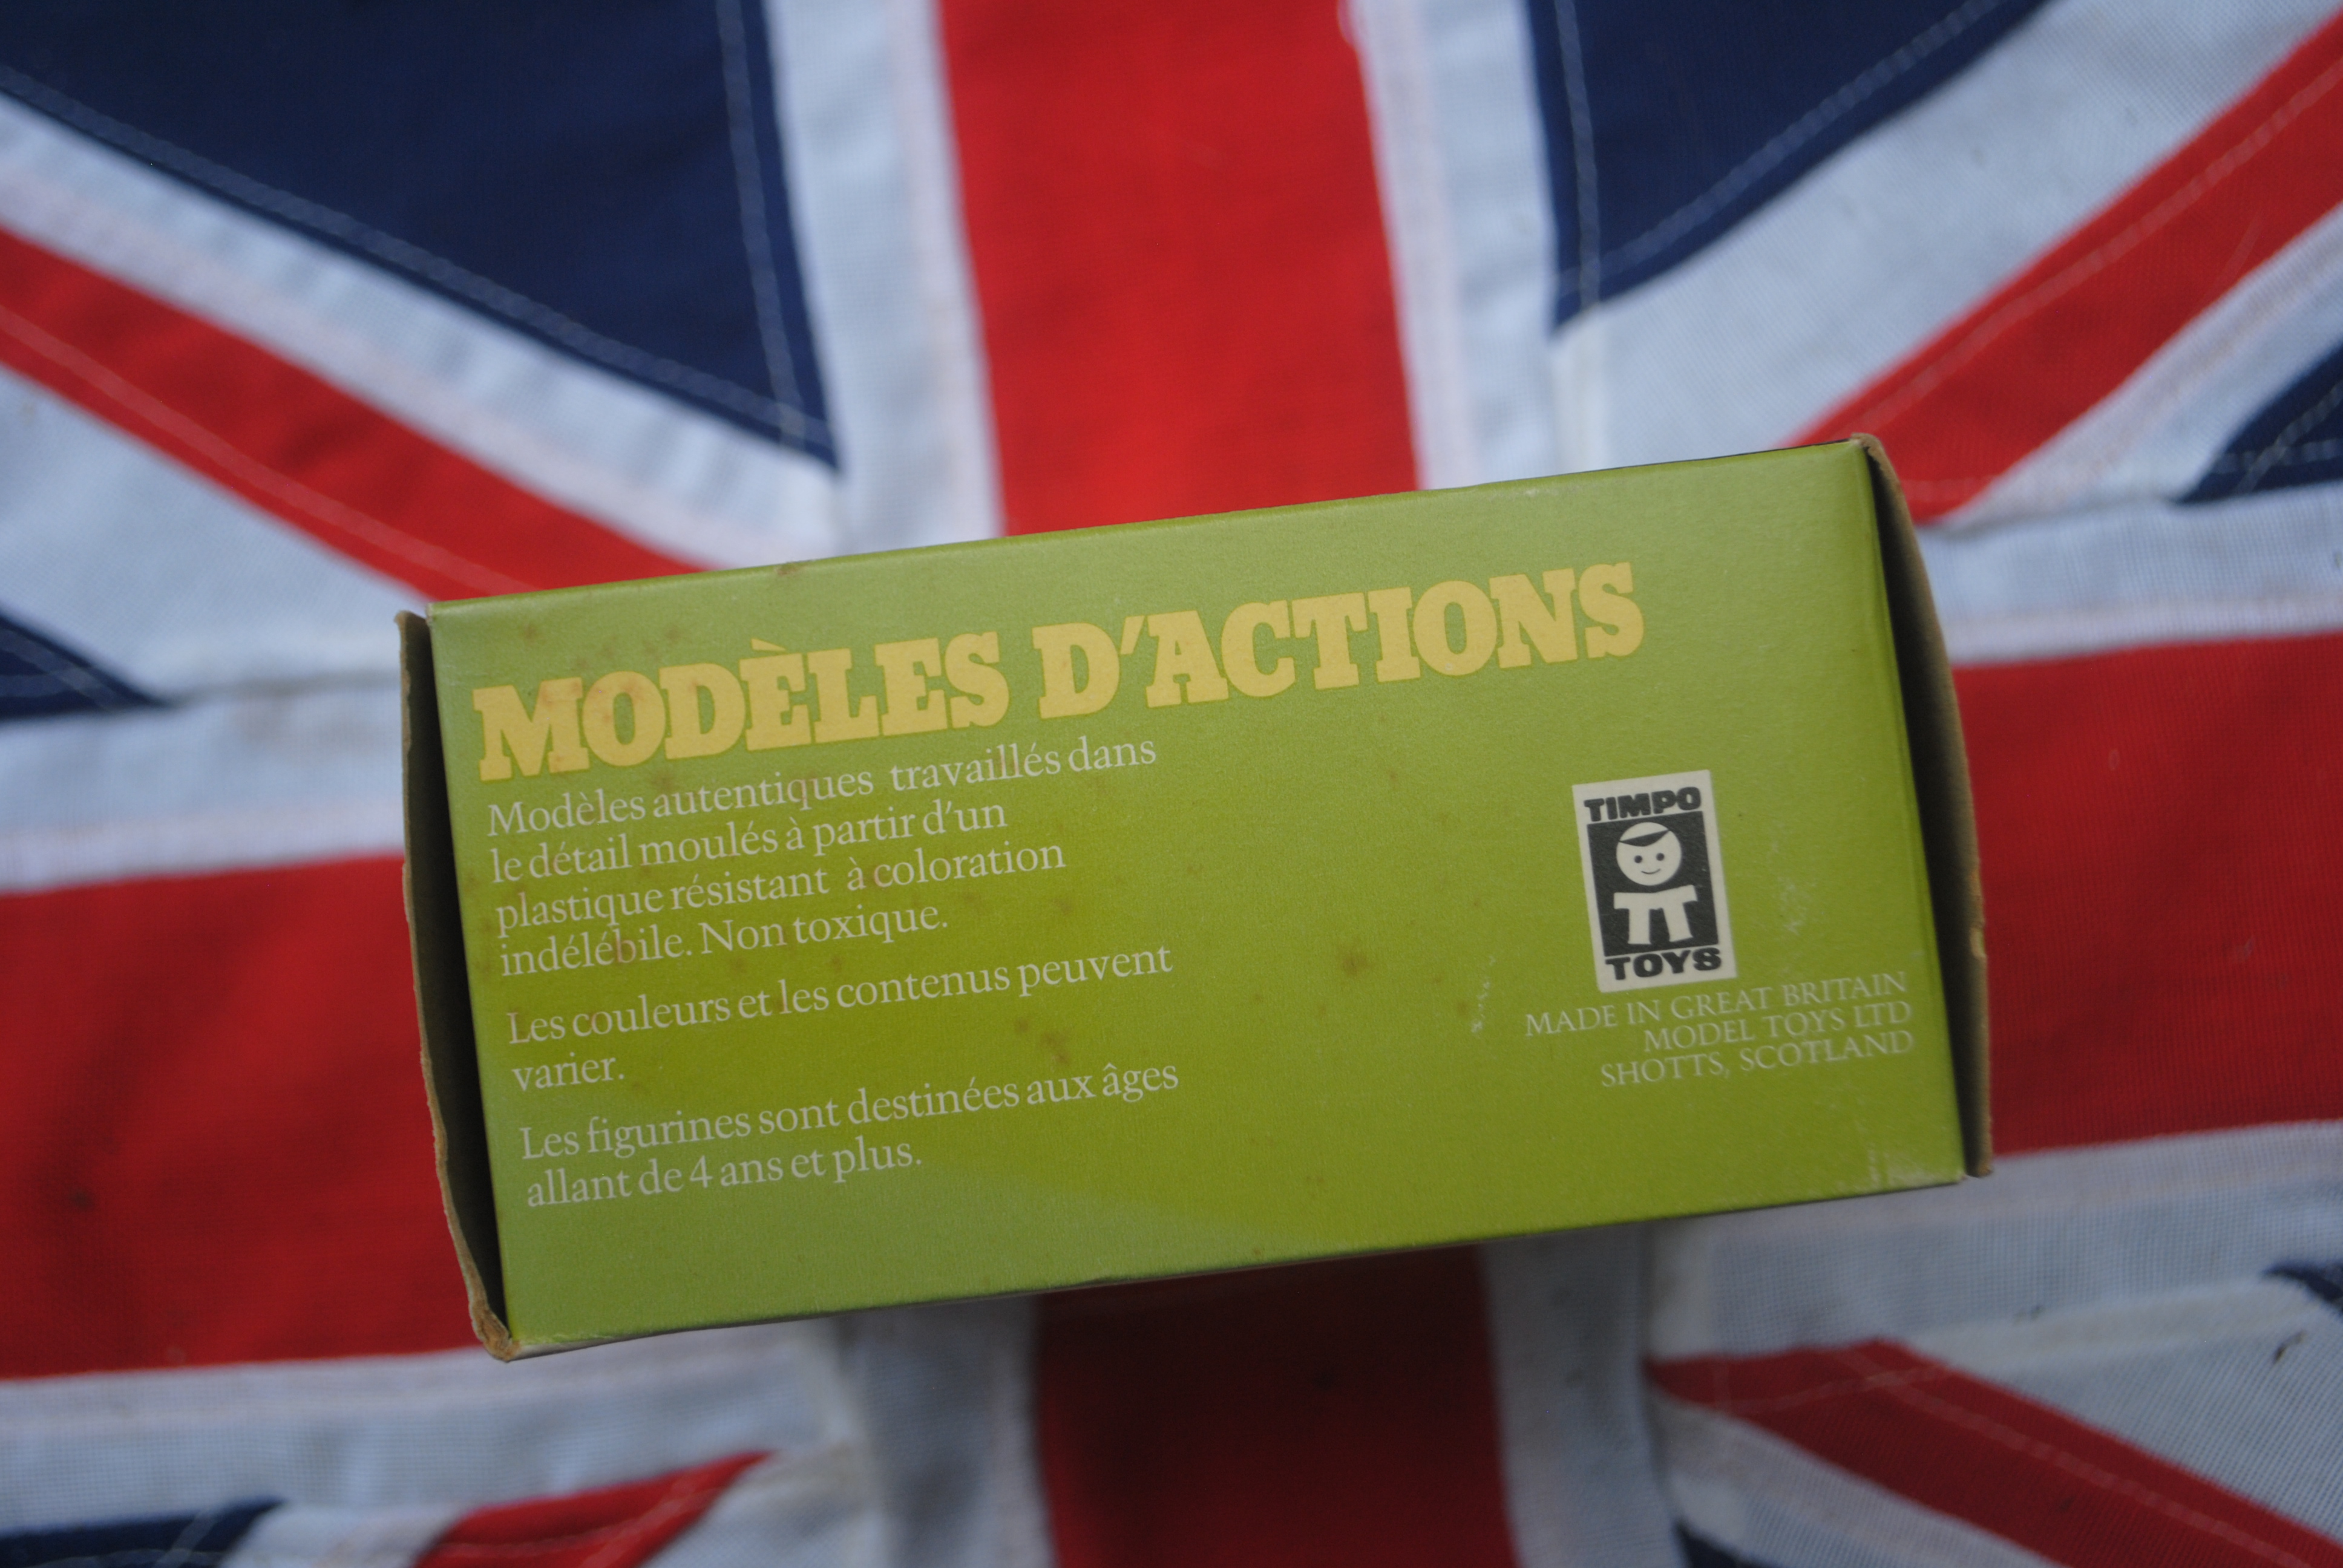 MODÈLES D'ACTIONS
Modèles autentiques travaillés dans
le détail moulés à partir d'un
plastique résistant à coloration
indélébile. Non toxique.
Les couleurs et les contenus peuvent
varier.
Les figurines sont destinées aux âges
allant de 4 ans et plus.
TIMPO
TOYS
MADE IN GREAT BRITAIN
MODEL TOYS LTD
SHOTTS, SCOTLAND